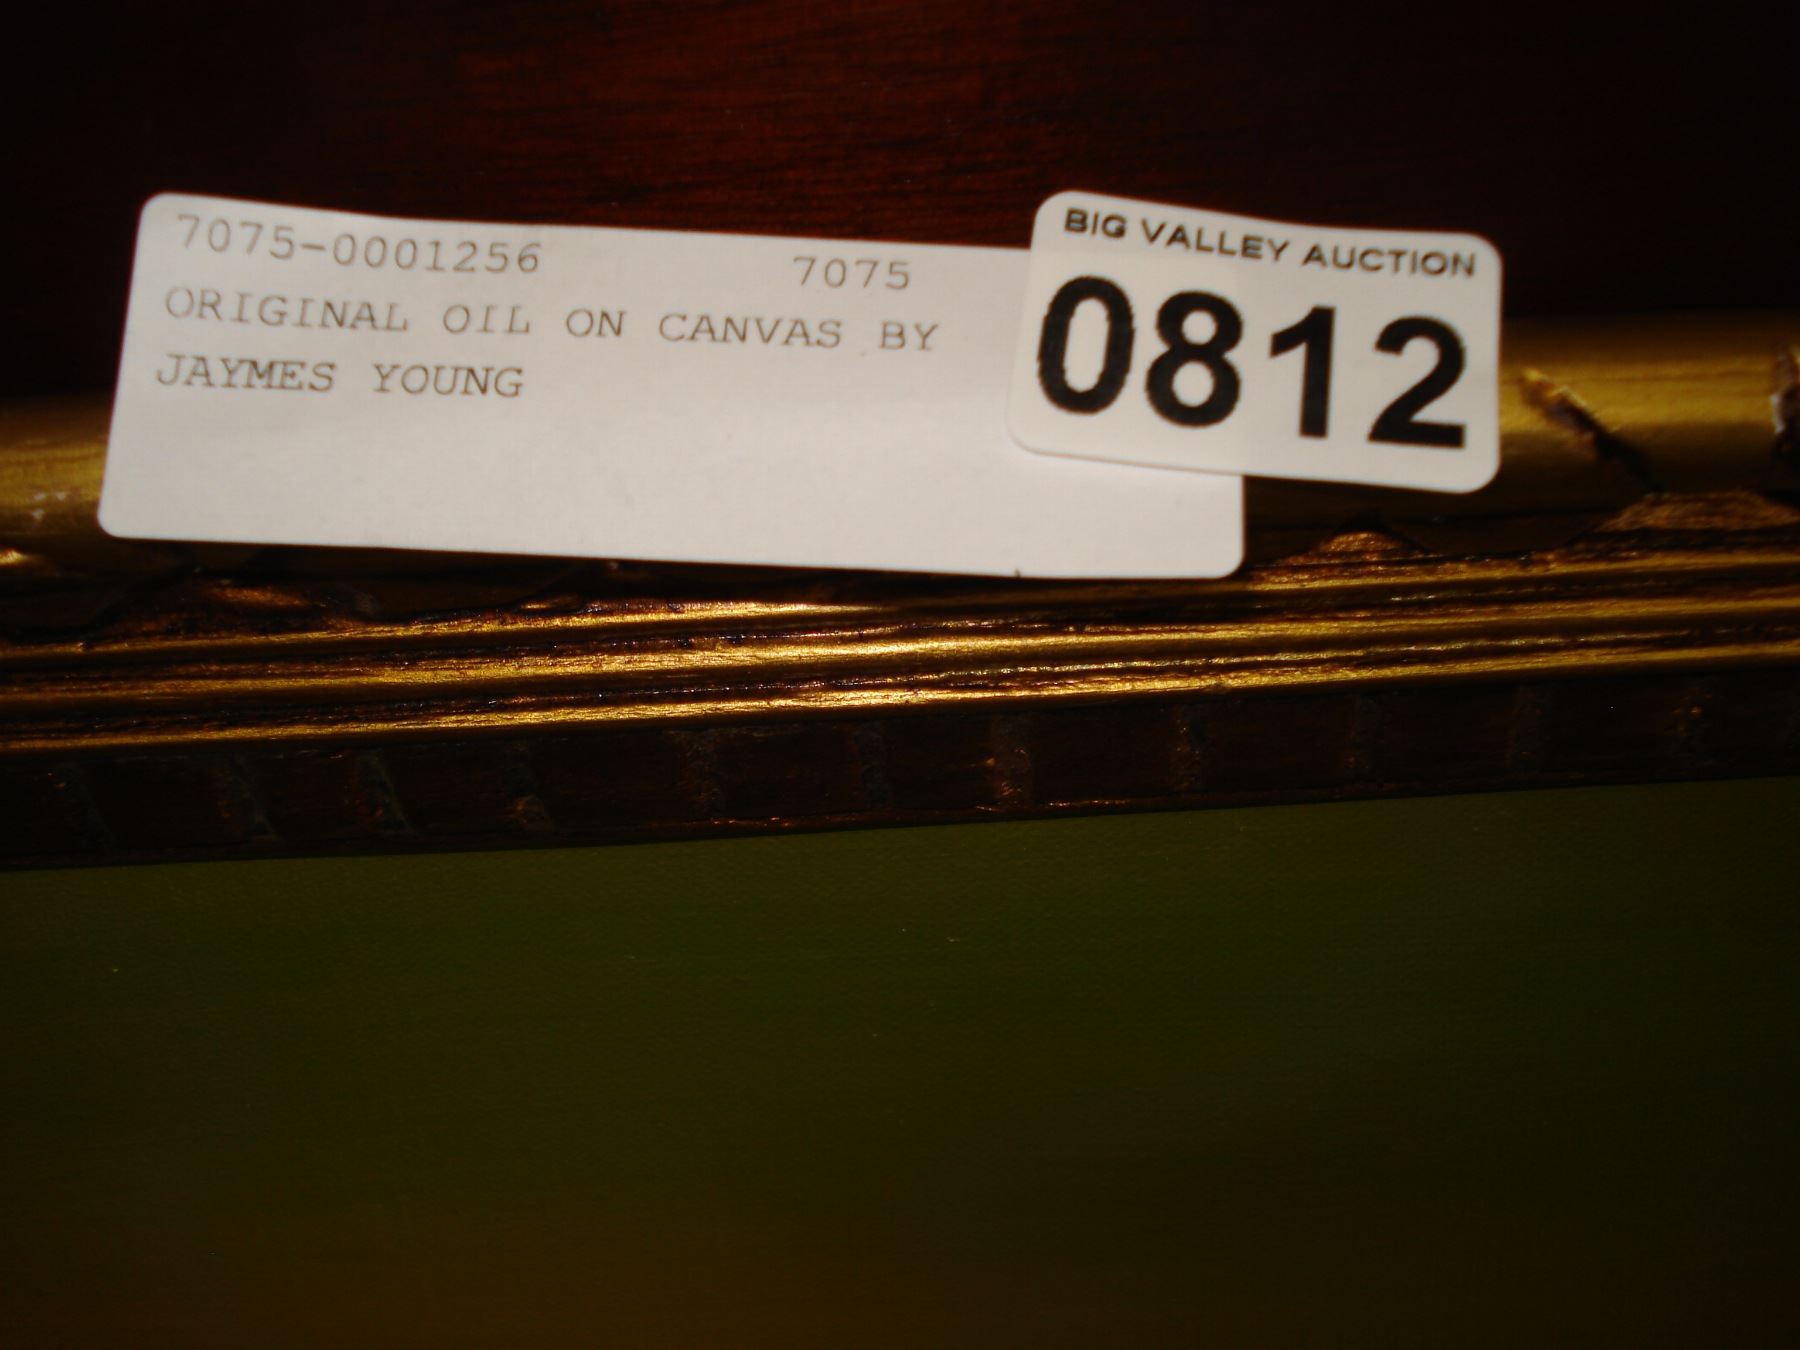 7075-0001256 7075
ORIGINAL OIL ON CANVAS BY
JAYMES YOUNG
BIG VALLEY AUCTION
0812